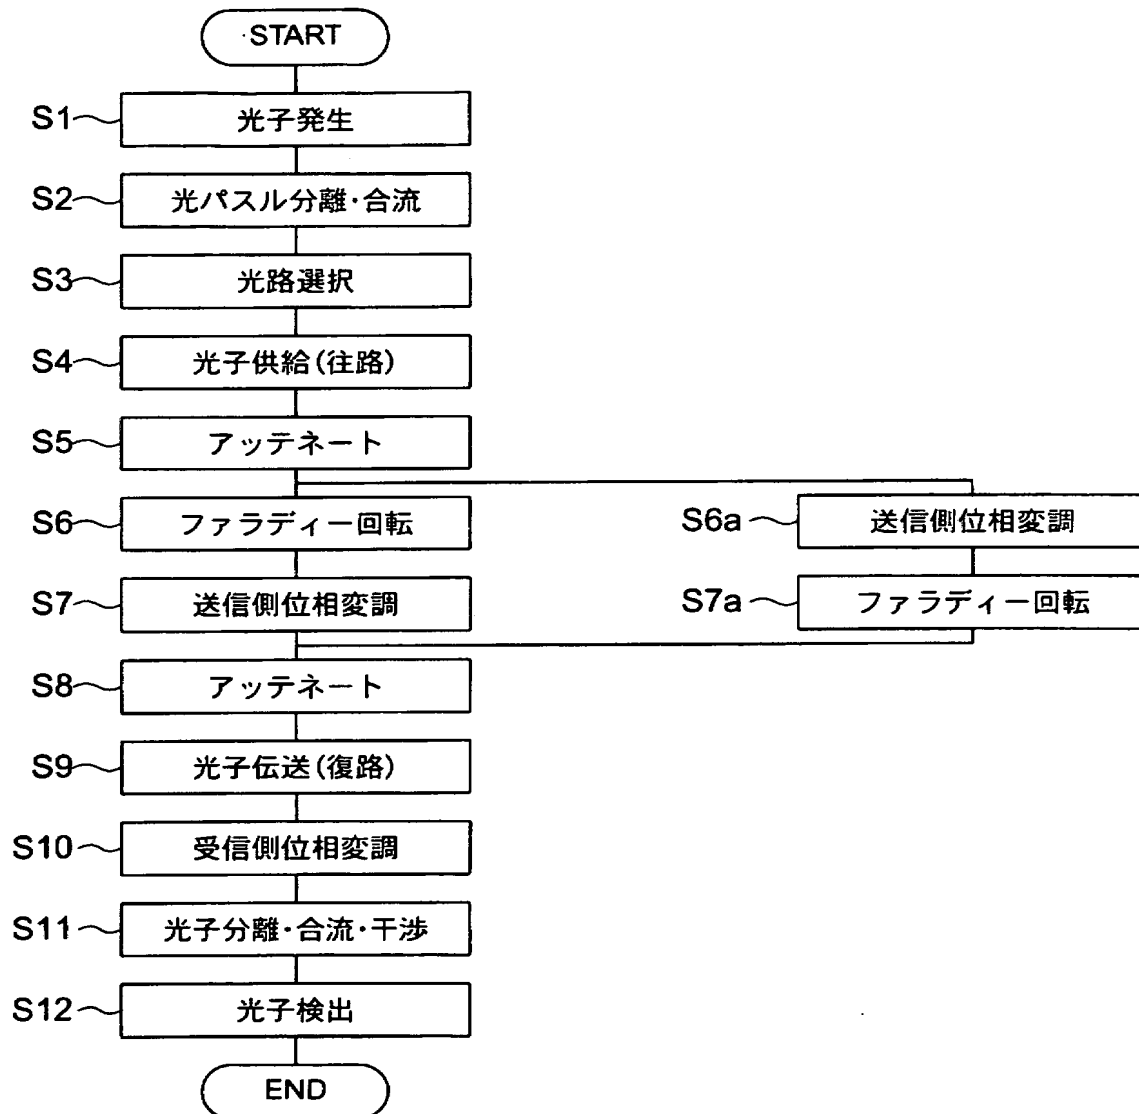 START
S1 光子発生
S2 光パスル分離・合流
S3 光路選択
S4 光子供給(往路)
S5 アッテネート
S6 ファラディー回転
S6a 送信側位相変調
S7 送信側位相変調
S7a ファラディー回転
S8 アッテネート
S9 光子伝送(復路)
S10 受信側位相変調
S11 光子分離・合流・干渉
S12 光子検出
END